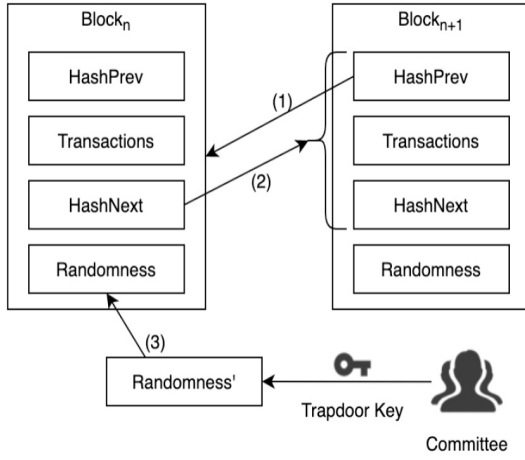 Block_n
HashPrev
Transactions
HashNext
Randomness
Block_n+1
HashPrev
Transactions
HashNext
Randomness
(1)
(2)
(3)
Randomness'
Trapdoor Key
Committee